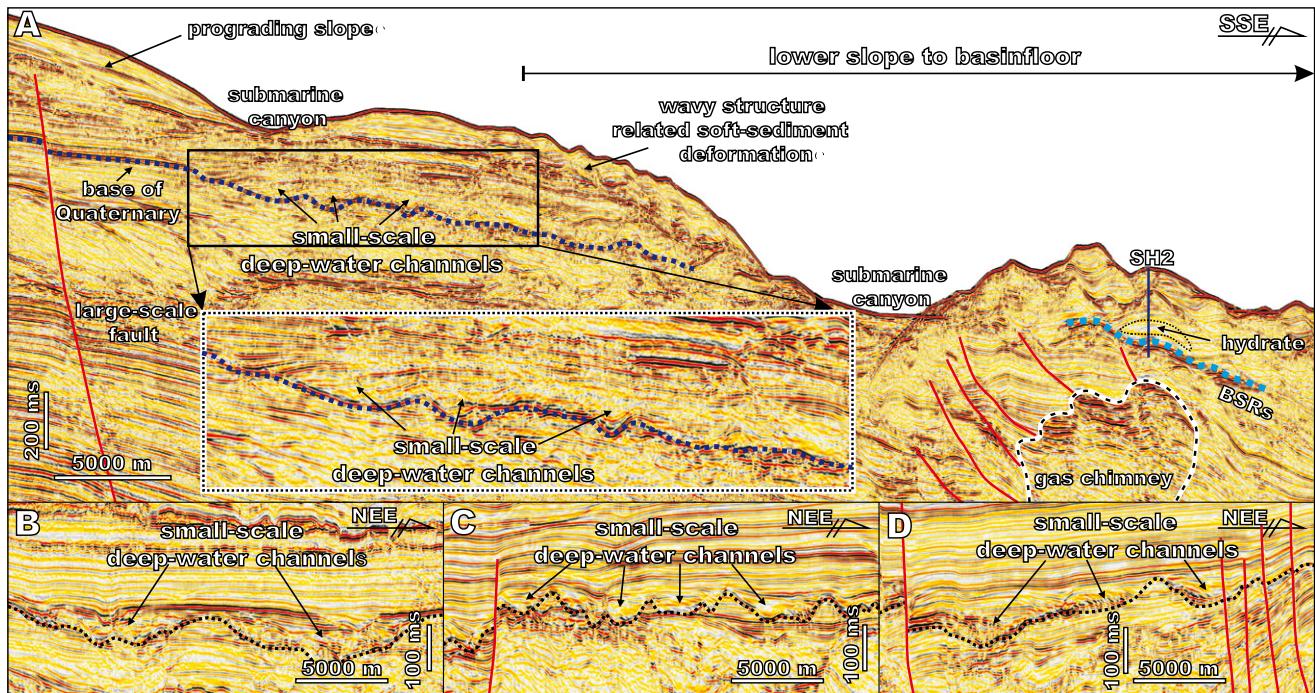 A
prograding slope
SSE
lower slope to basinfloor
submarine
canyon
wavy structure
related soft-sediment
deformation
base of
Quaternary
small-scale
deep-water channels
submarine
canyon
SH2
large-scale
fault
hydrate
BSRs
small-scale
deep-water channels
gas chimney
200 ms
5000 m
B
NEE
small-scale
deep-water channels
5000 m
100 ms
C
NEE
small-scale
deep-water channels
5000 m
100 ms
D
NEE
small-scale
deep-water channels
100 ms
5000 m